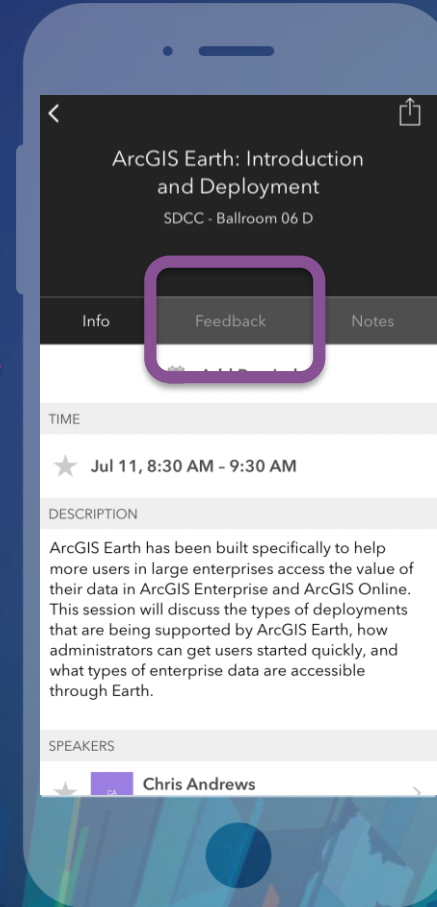 ArcGIS Earth: Introduction
and Deployment
SDCC - Ballroom 06 D
Info Feedback Notes
TIME
Jul 11, 8:30 AM – 9:30 AM
DESCRIPTION
ArcGIS Earth has been built specifically to help
more users in large enterprises access the value of
their data in ArcGIS Enterprise and ArcGIS Online.
This session will discuss the types of deployments
that are being supported by ArcGIS Earth, how
administrators can get users started quickly, and
what types of enterprise data are accessible
through Earth.
SPEAKERS
CA
Chris Andrews